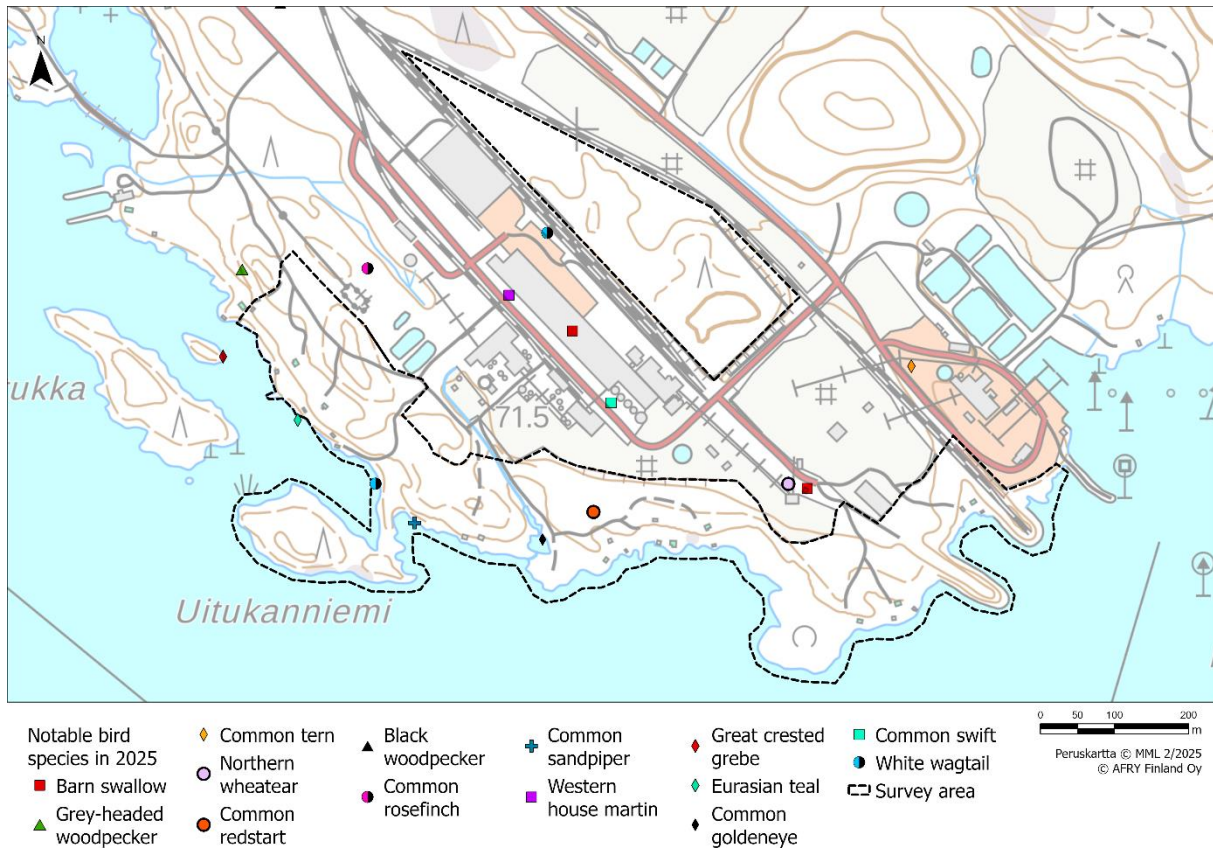 N
tukka
71.5
Uitukanniemi
Notable bird
species in 2025
Barn swallow
Grey-headed
woodpecker
Common tern
Northern
wheatear
Common
redstart
Black
woodpecker
Common
rosefinch
Common
sandpiper
Western
house martin
Great crested
grebe
Eurasian teal
Common
goldeneye
Common swift
White wagtail
Survey area
0 50 100 200
m
Peruskartta © MML 2/2025
© AFRY Finland Oy